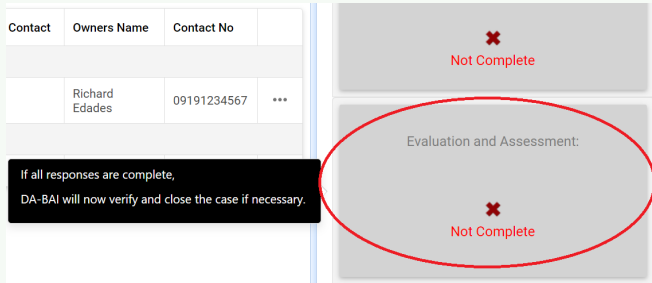 Contact Owners Name Contact No
Richard
Edades
09191234567
If all responses are complete,
DA-BAI will now verify and close the case if necessary.
Not Complete
Evaluation and Assessment:
Not Complete